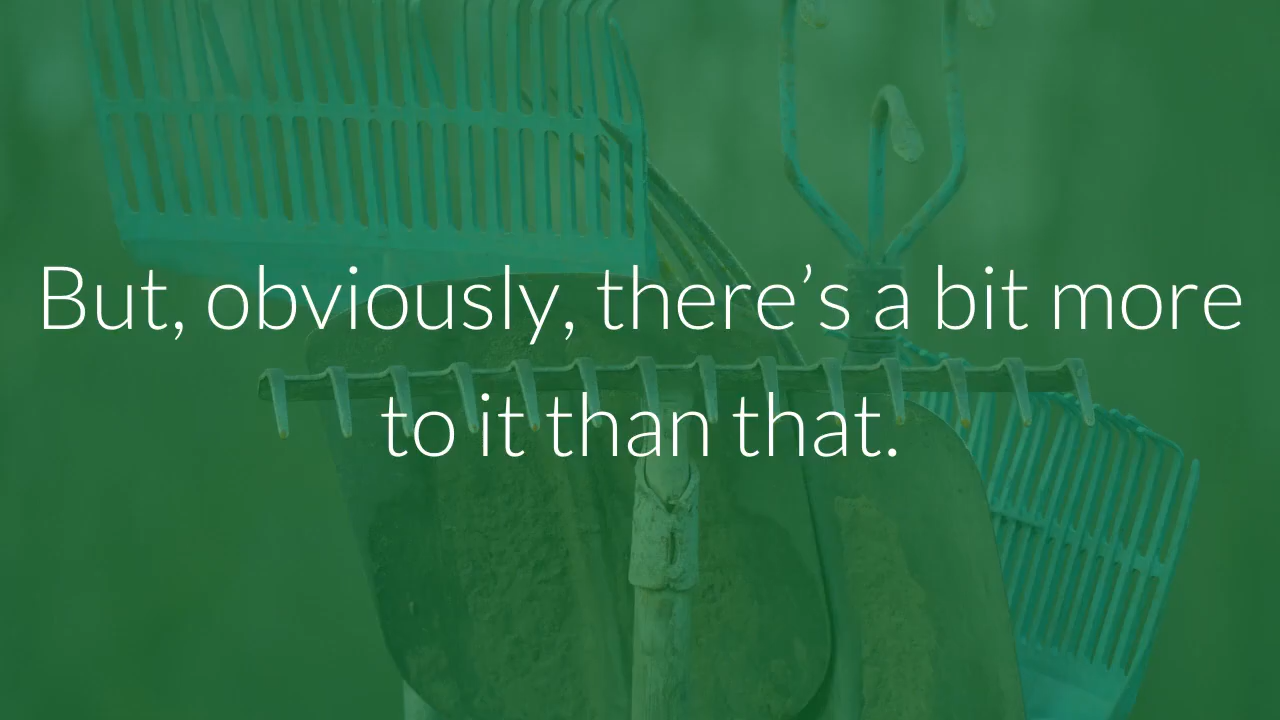 But, obviously, there’s a bit more
to it than that.